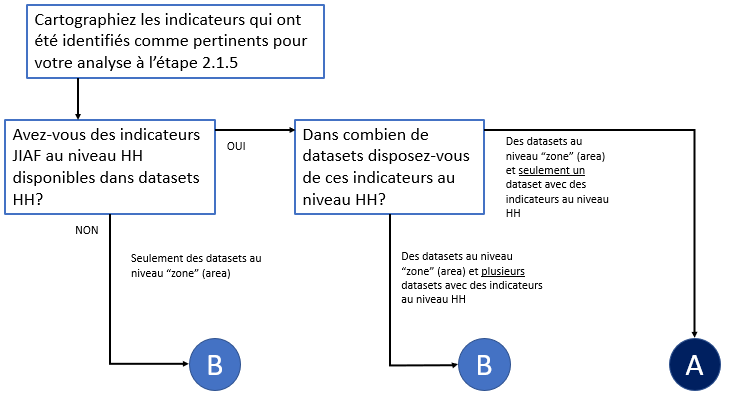 Cartographiez les indicateurs qui ont
été identifiés comme pertinents pour
votre analyse à l’étape 2.1.5
Avez-vous des indicateurs
JIAF au niveau HH
disponibles dans datasets
HH?
OUI
Dans combien de
datasets disposez-vous
de ces indicateurs au
niveau HH?
Des datasets au
niveau “zone” (area)
et seulement un
dataset avec des
indicateurs au niveau
HH
NON
Seulement des datasets au
niveau “zone” (area)
Des datasets au niveau
“zone” (area) et plusieurs
datasets avec des indicateurs
au niveau HH
B
B
A